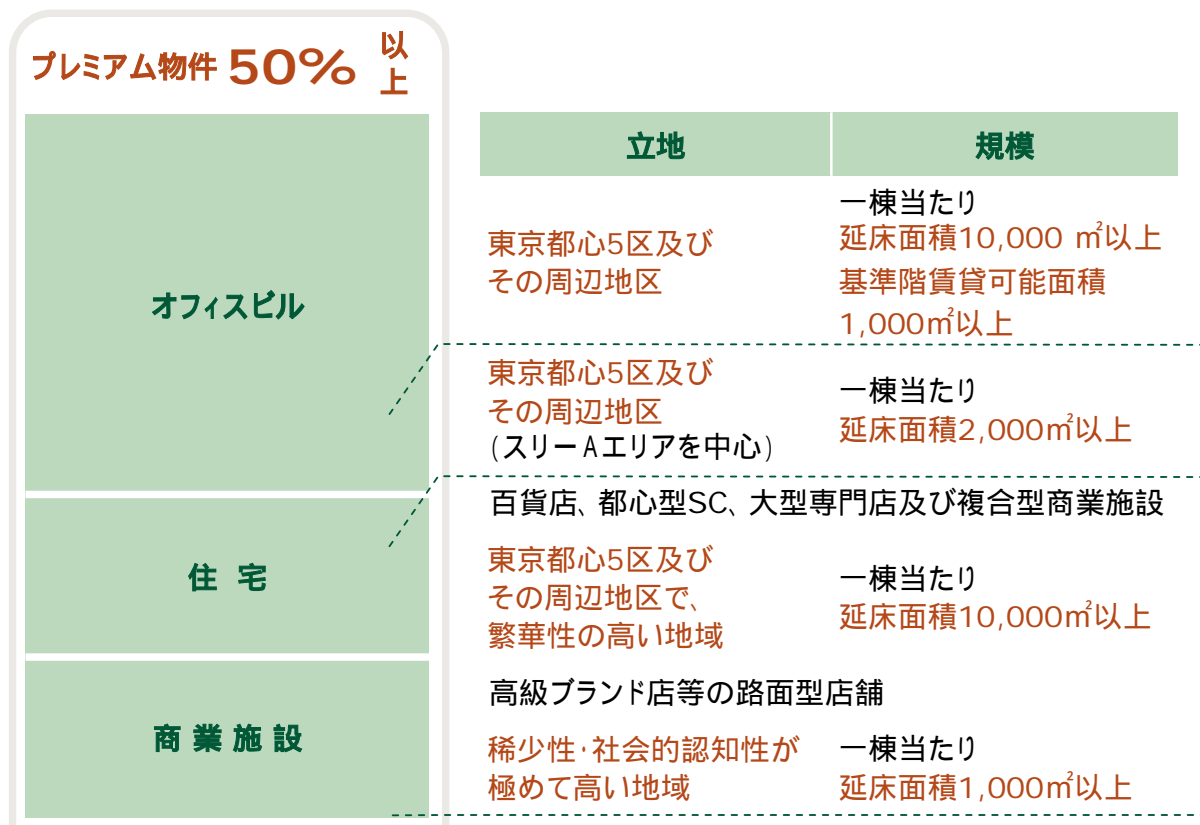 プレミアム物件 50% 以上
オフィスビル
住 宅
商 業 施 設
立地
規模
東京都心5区及び
その周辺地区
一棟当たり
延床面積10,000 ㎡以上
基準階賃貸可能面積
1,000㎡以上
東京都心5区及び
その周辺地区
(スリーAエリアを中心)
一棟当たり
延床面積2,000㎡以上
百貨店、都心型SC、大型専門店及び複合型商業施設
東京都心5区及び
その周辺地区で、
繁華性の高い地域
一棟当たり
延床面積10,000㎡以上
高級ブランド店等の路面型店舗
稀少性・社会的認知性が
極めて高い地域
一棟当たり
延床面積1,000㎡以上